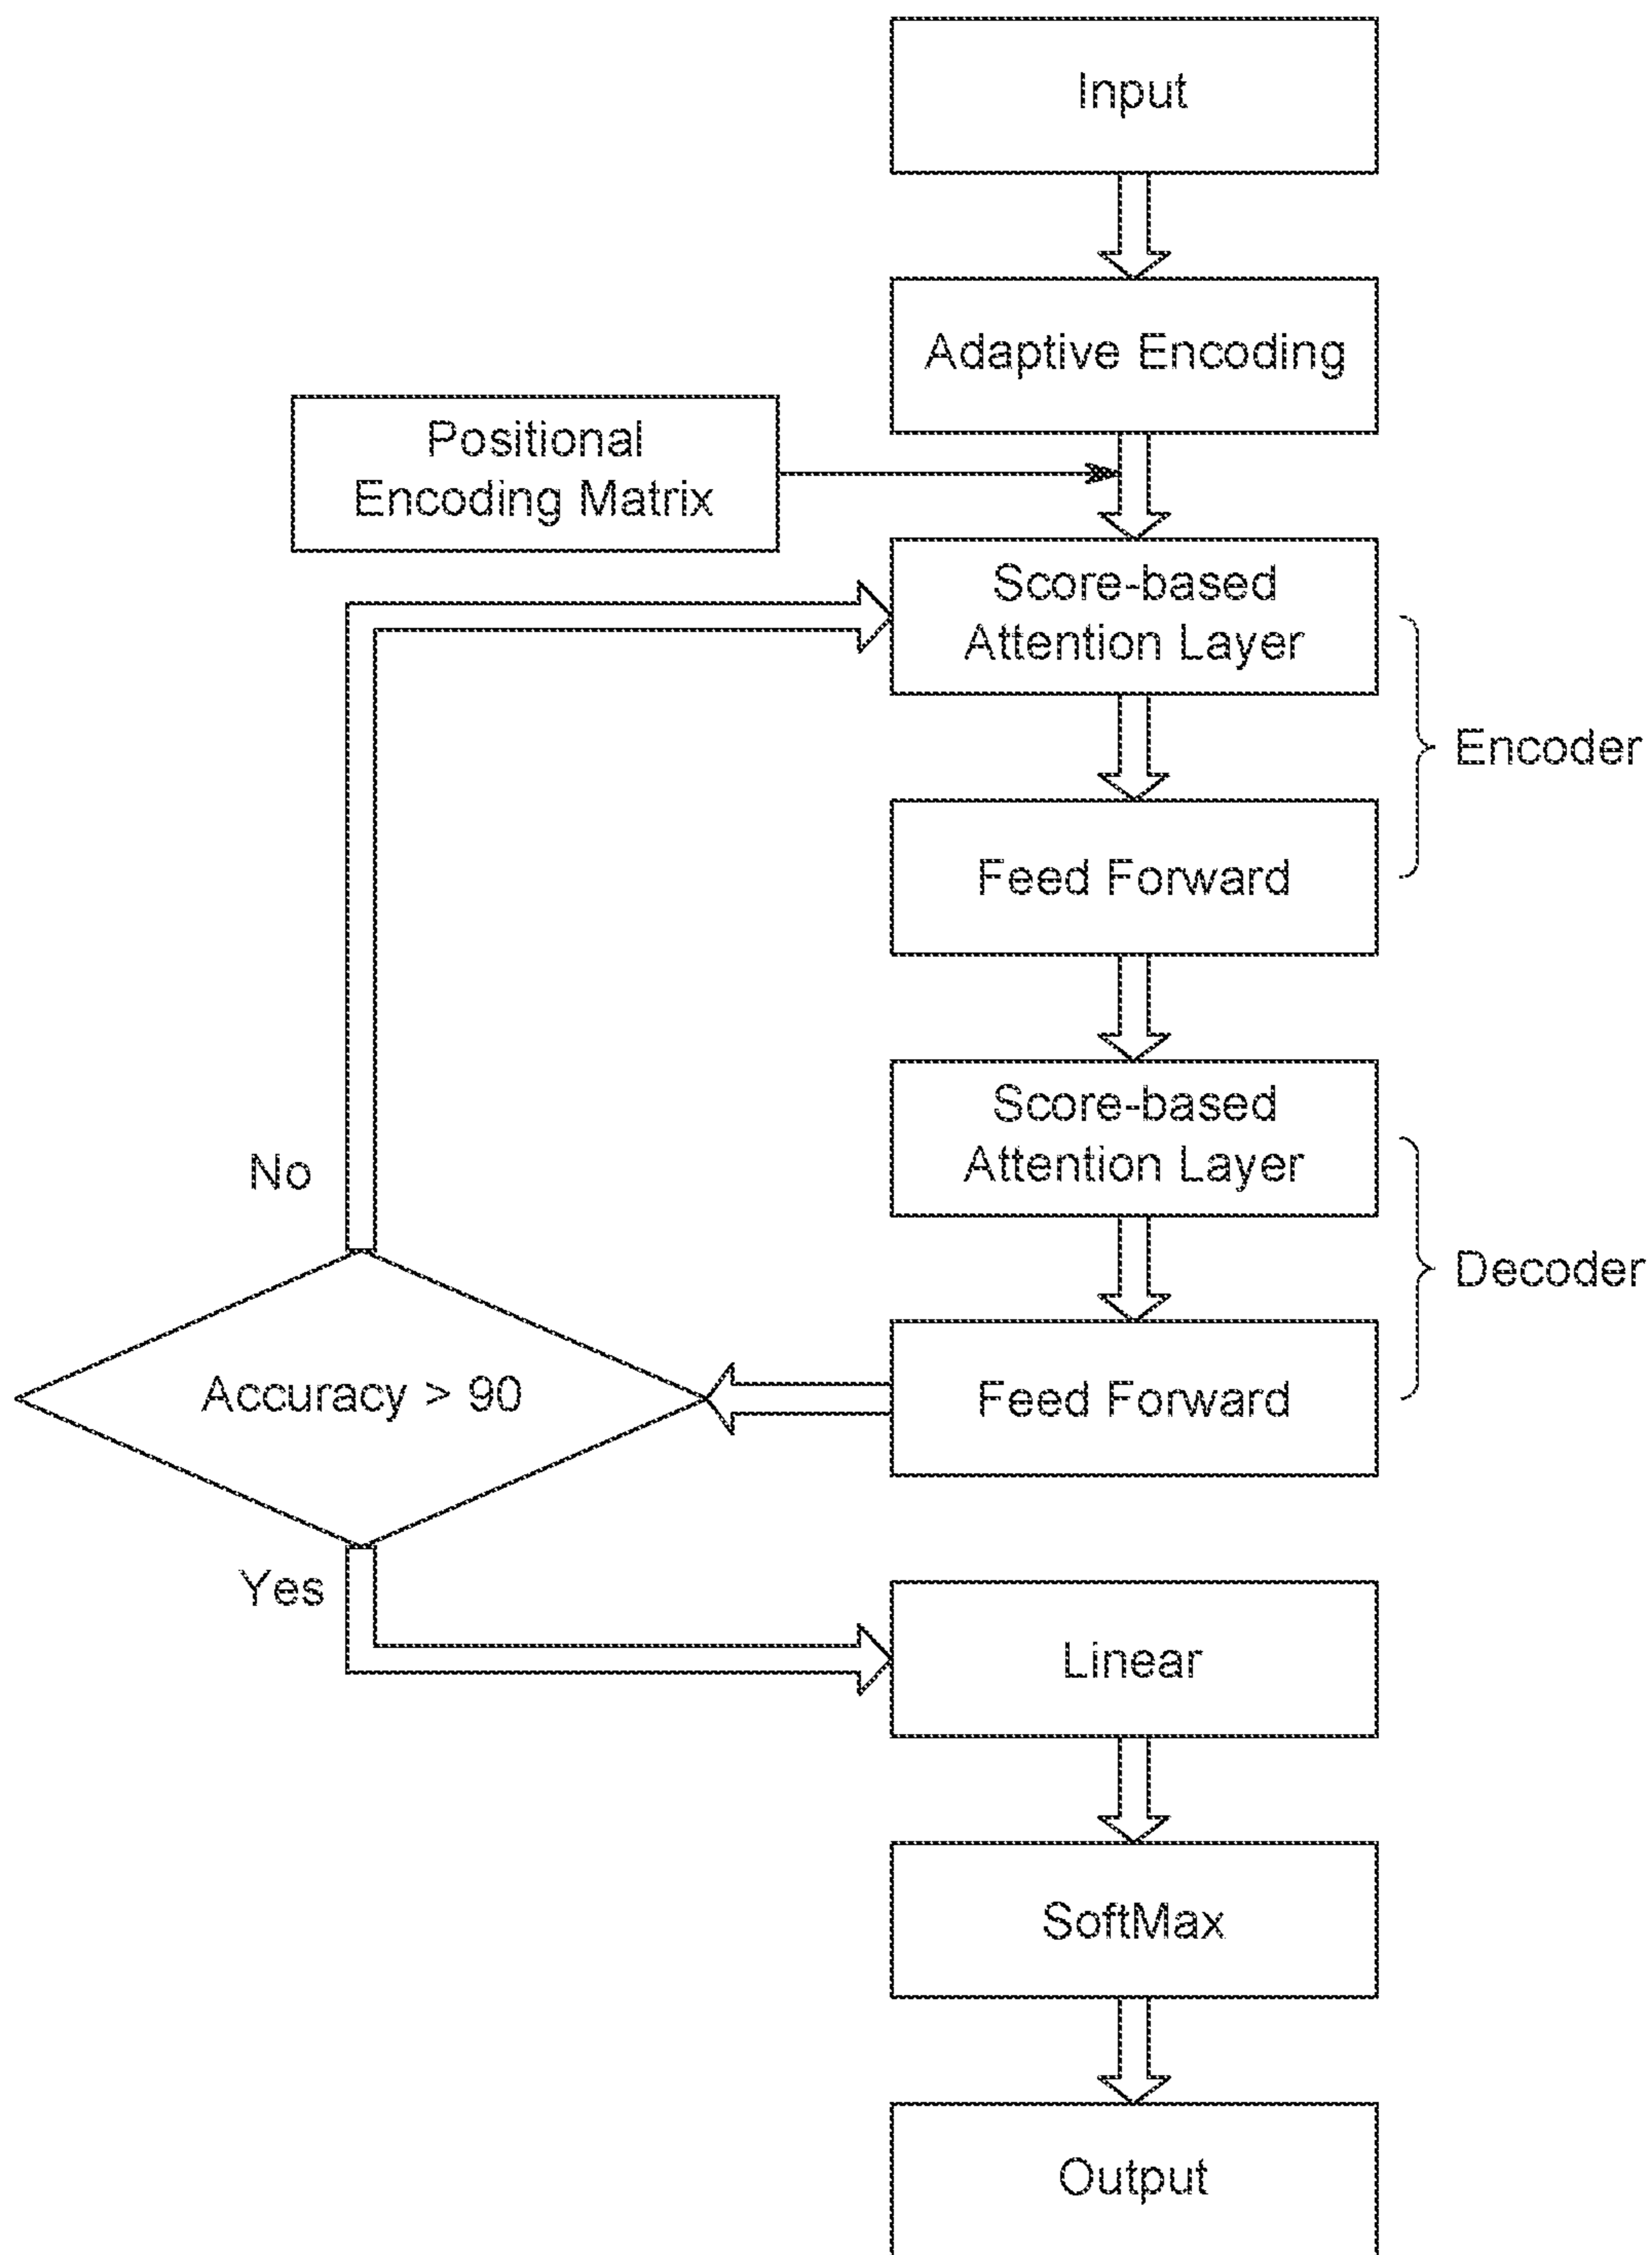 Input
Adaptive Encoding
Positional
Encoding Matrix
Score-based
Attention Layer
Encoder
Feed Forward
Score-based
Attention Layer
No
Decoder
Accuracy > 90
Feed Forward
Yes
Linear
SoftMax
Output